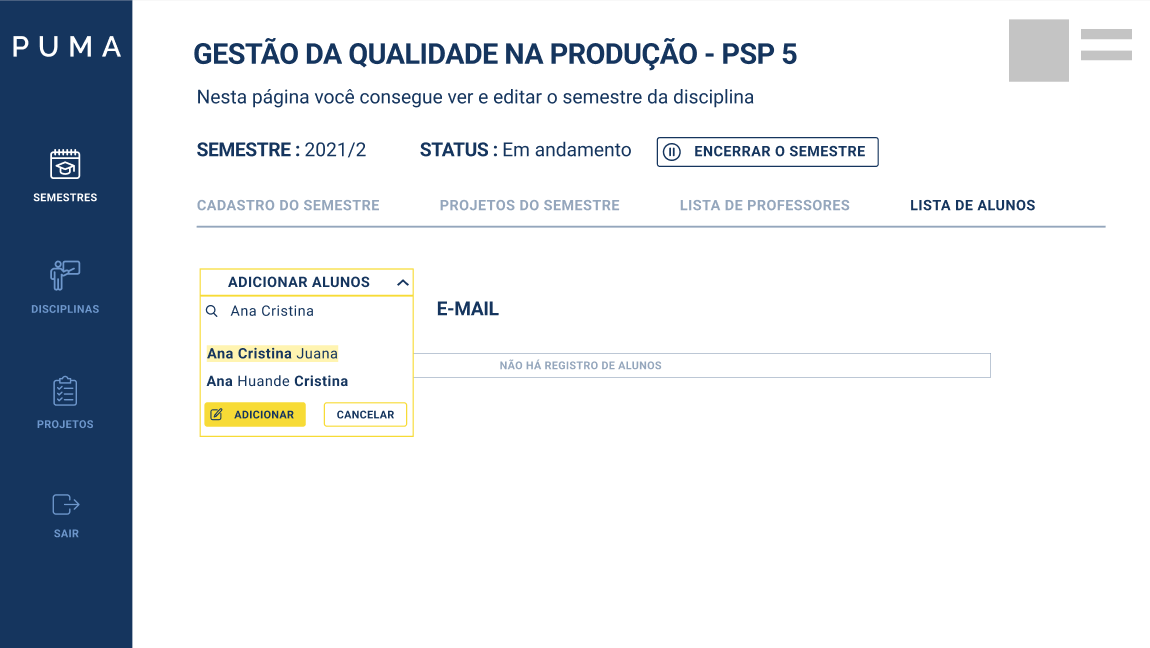 PUMA
SEMESTRES
DISCIPLINAS
PROJETOS
SAIR
GESTÃO DA QUALIDADE NA PRODUÇÃO - PSP 5
Nesta página você consegue ver e editar o semestre da disciplina
SEMESTRE : 2021/2 STATUS : Em andamento ENCERRAR O SEMESTRE
CADASTRO DO SEMESTRE PROJETOS DO SEMESTRE LISTA DE PROFESSORES LISTA DE ALUNOS
ADICIONAR ALUNOS
Ana Cristina
Ana Cristina Juana
Ana Huande Cristina
ADICIONAR CANCELAR
E-MAIL
NÃO HÁ REGISTRO DE ALUNOS